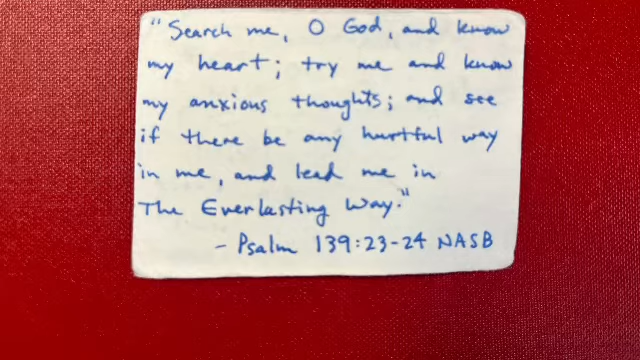 "Search me, O God, and know
my heart; try me and know
my anxious thoughts; and see
if there be any hurtful way
in me, and lead me in
The Everlasting Way."
- Psalm 139:23-24 NASB